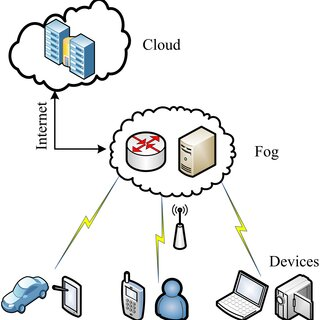 Cloud
Internet
Fog
Devices